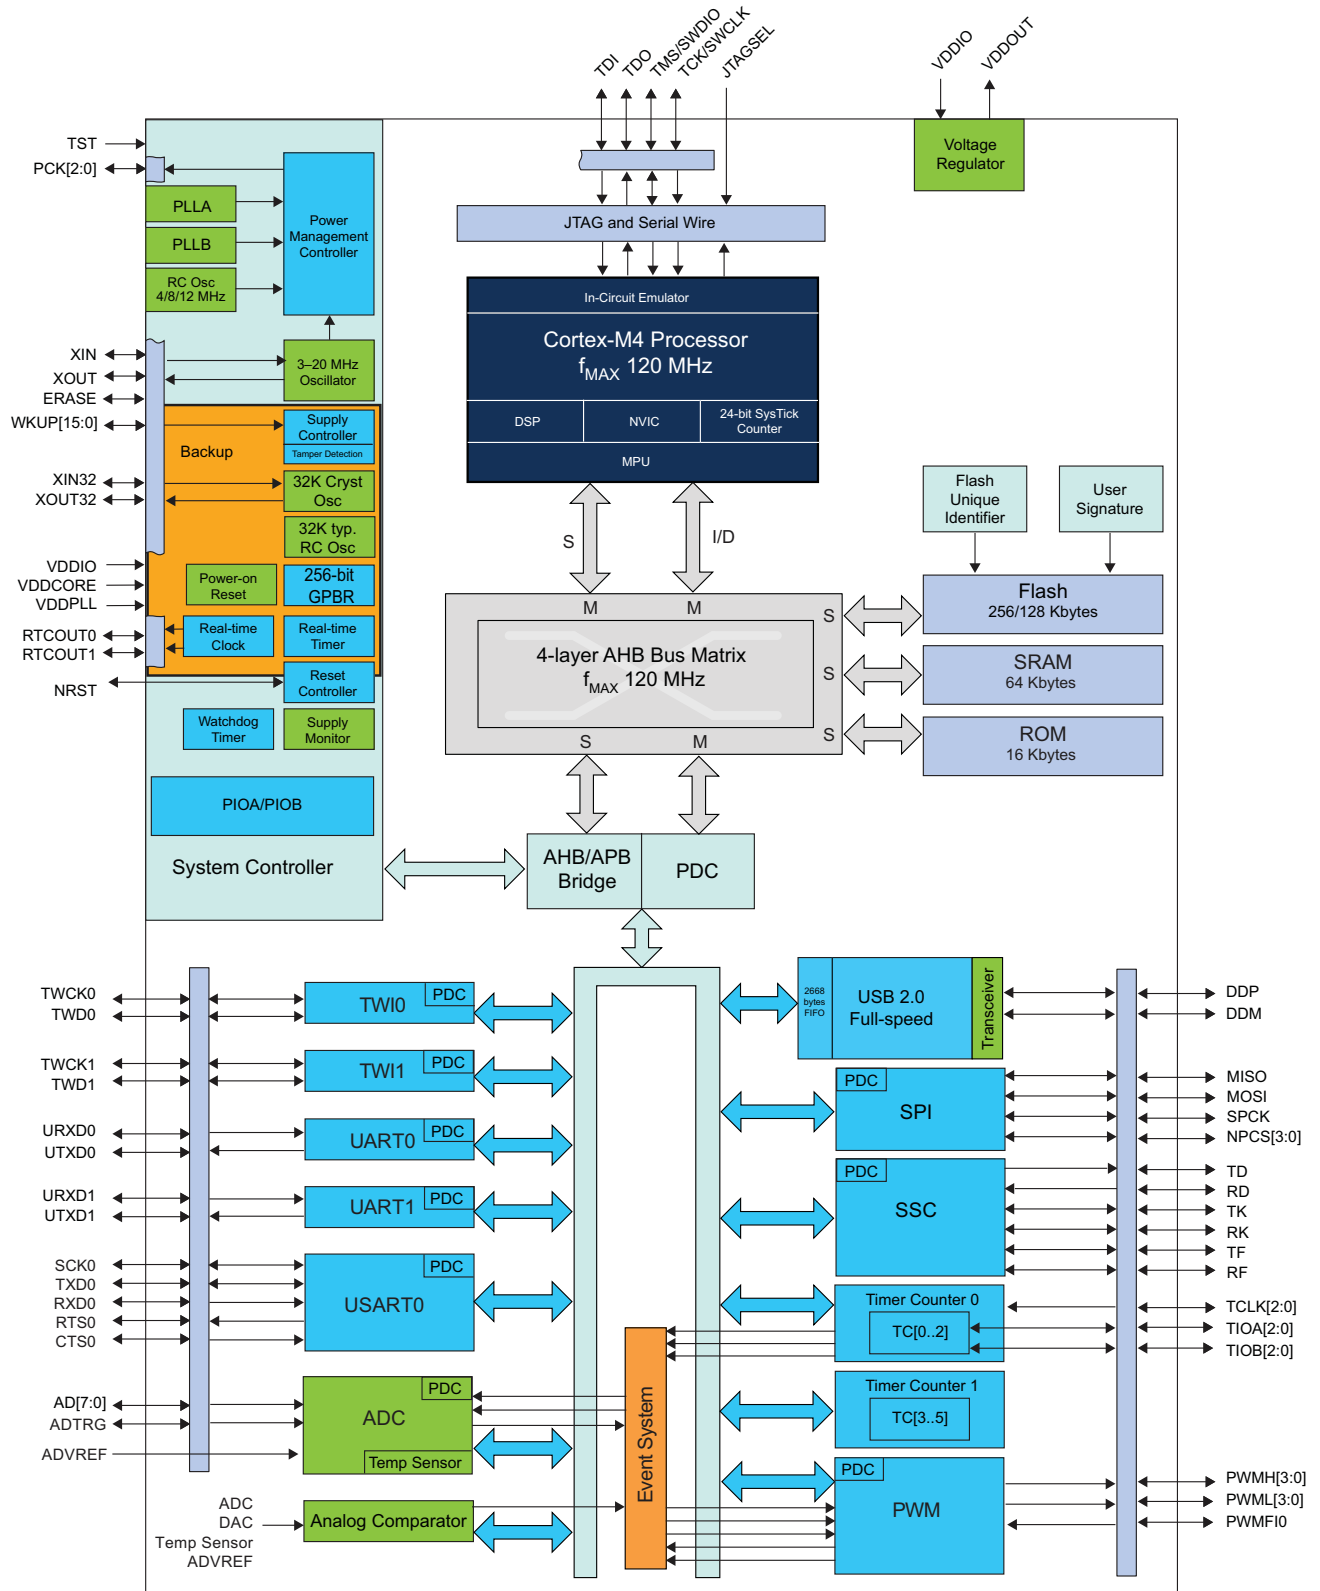 TDI
TDO
TMS/SWDIO
TCK/SWCLK
JTAGSEL
VDDIO
VDDOUT
TST
PCK[2:0]
PLLA
PLLB
RC Osc
4/8/12 MHz
Power
Management
Controller
Voltage
Regulator
JTAG and Serial Wire
In-Circuit Emulator
Cortex-M4 Processor
fMAX 120 MHz
DSP
NVIC
24-bit SysTick
Counter
MPU
XIN
XOUT
ERASE
WKUP[15:0]
3–20 MHz
Oscillator
Backup
Supply
Controller
Tamper Detection
XIN32
XOUT32
32K Cryst
Osc
32K typ.
RC Osc
VDDIO
VDDCORE
VDDPLL
Power-on
Reset
256-bit
GPBR
RTCOUT0
RTCOUT1
Real-time
Clock
Real-time
Timer
NRST
Reset
Controller
Watchdog
Timer
Supply
Monitor
PIOA/PIOB
System Controller
S
I/D
Flash
Unique
Identifier
User
Signature
M
M
S
Flash
256/128 Kbytes
4-layer AHB Bus Matrix
fMAX 120 MHz
S
SRAM
64 Kbytes
S
M
S
ROM
16 Kbytes
AHB/APB
Bridge
PDC
TWCK0
TWD0
TWI0
PDC
TWCK1
TWD1
TWI1
PDC
URXD0
UTXD0
UART0
PDC
URXD1
UTXD1
UART1
PDC
SCK0
TXD0
RXD0
RTS0
CTS0
USART0
PDC
AD[7:0]
ADTRG
ADVREF
ADC
PDC
Temp Sensor
ADC
DAC
Temp Sensor
ADVREF
Analog Comparator
Event System
2668
bytes
FIFO
USB 2.0
Full-speed
Transceiver
DDP
DDM
PDC
SPI
MISO
MOSI
SPCK
NPCS[3:0]
PDC
SSC
TD
RD
TK
RK
TF
RF
Timer Counter 0
TC[0..2]
TCLK[2:0]
TIOA[2:0]
TIOB[2:0]
Timer Counter 1
TC[3..5]
PDC
PWM
PWMH[3:0]
PWML[3:0]
PWMFI0